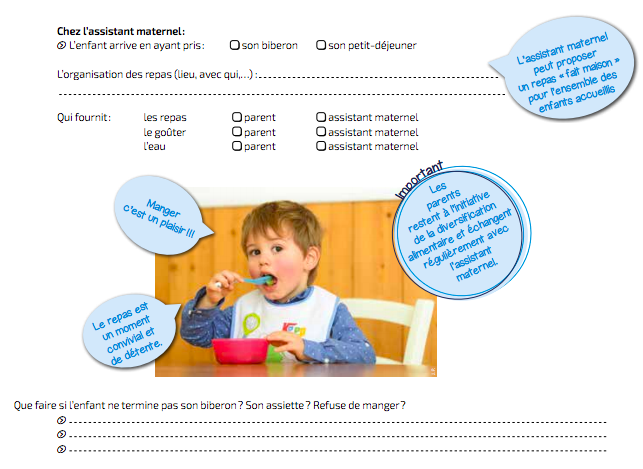 Chez l'assistant maternel :
L'enfant arrive en ayant pris : son biberon son petit-déjeuner
L'assistant maternel
peut proposer
un repas « fait maison »
pour l'ensemble des
enfants accueillis
L'organisation des repas (lieu, avec qui,...) :
Qui fournit : les repas parent assistant maternel
le goûter parent assistant maternel
l'eau parent assistant maternel
Important
Les
parents
restent à l'initiative
de la diversification
alimentaire et échangent
régulièrement avec
l'assistant
maternel.
Manger
c'est un plaisir !!!
Le repas est
un moment
convivial et
de détente.
Que faire si l'enfant ne termine pas son biberon ? Son assiette ? Refuse de manger ?